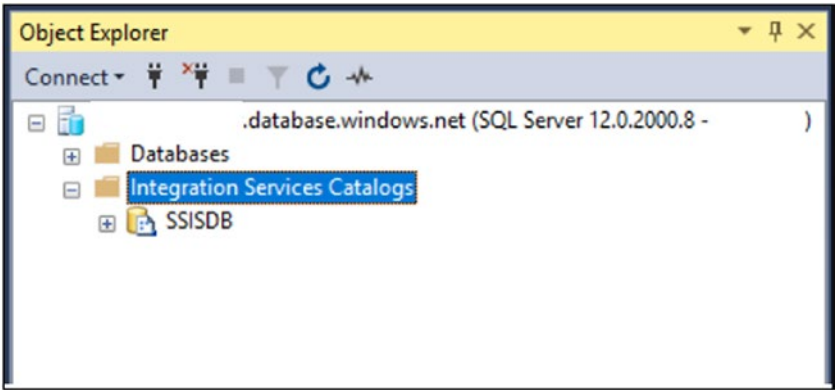 Object Explorer
Connect
.database.windows.net (SQL Server 12.0.2000.8 - )
Databases
Integration Services Catalogs
SSISDB